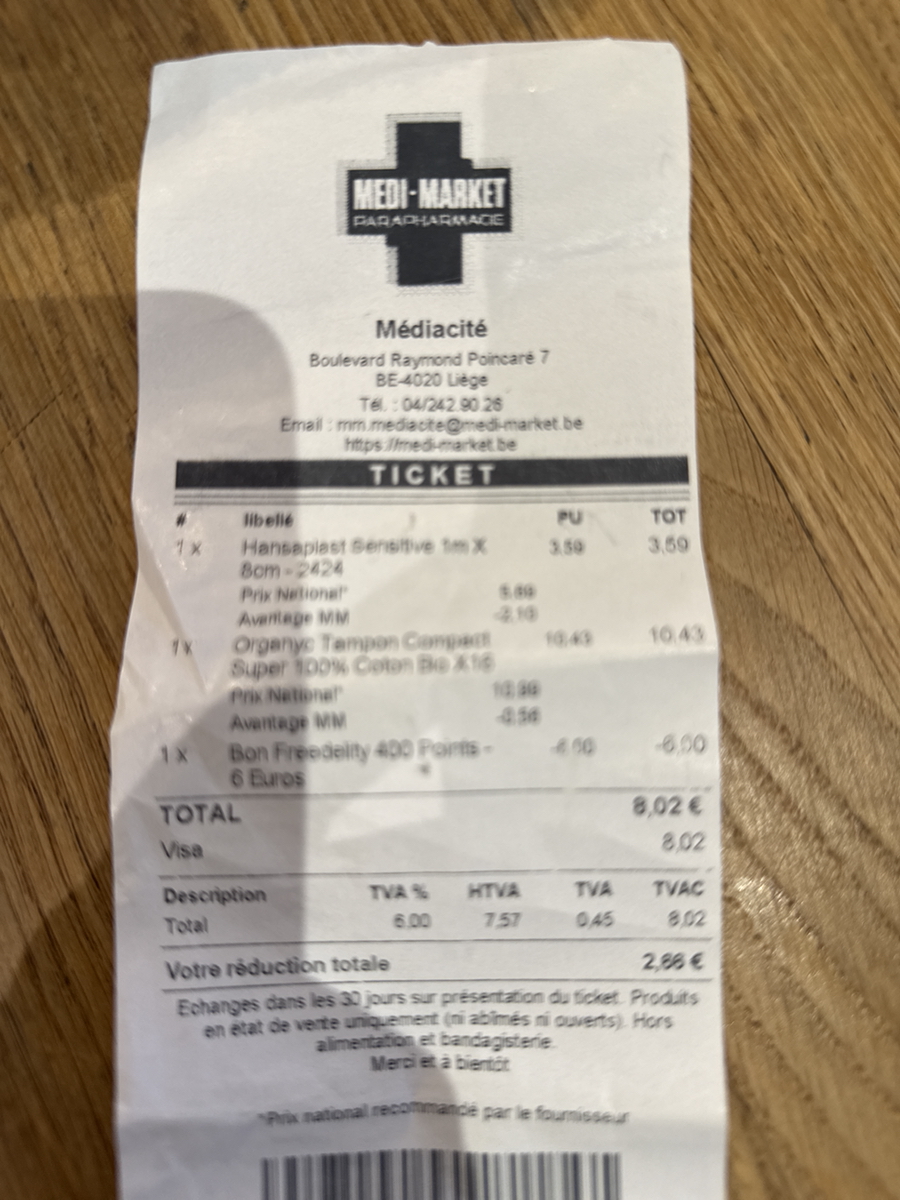 MEDI-MARKET
PARAPHARMACIE
Médiacité
Boulevard Raymond Poincaré 7
BE-4020 Liège
Tél. : 04/242.90.26
Email : mm.mediacite@medi-market.be
https://medi-market.be
TICKET
# libellé PU TOT
1 x Hansaplast Sensitive 1m X 3.59 3,59
8cm - 2424
Prix National* 5.69
Avantage MM -2.10
1 x Organyc Tampon Compact 10.43 10,43
Super 100% Coton Bio X16
Prix National* 10.99
Avantage MM -0.56
1 x Bon Freedelity 400 Points - -6.00 -6,00
6 Euros
TOTAL 8,02 €
Visa 8,02
Description TVA % HTVA TVA TVAC
Total 6,00 7,57 0,45 8,02
Votre réduction totale 2,66 €
Echanges dans les 30 jours sur présentation du ticket. Produits
en état de vente uniquement (ni abîmés ni ouverts). Hors
alimentation et bandagisterie.
Merci et à bientôt
*Prix national recommandé par le fournisseur